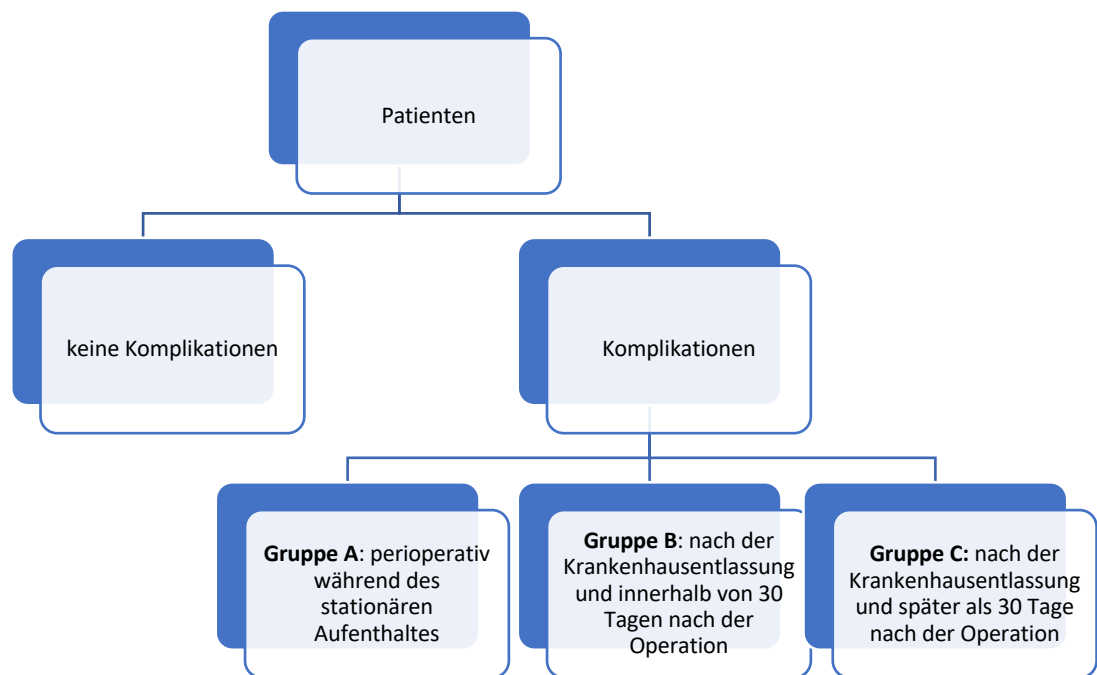 Patienten
keine Komplikationen
Komplikationen
Gruppe A: perioperativ
während des
stationären
Aufenthaltes
Gruppe B: nach der
Krankenhausentlassung
und innerhalb von 30
Tagen nach der
Operation
Gruppe C: nach der
Krankenhausentlassung
und später als 30 Tage
nach der Operation